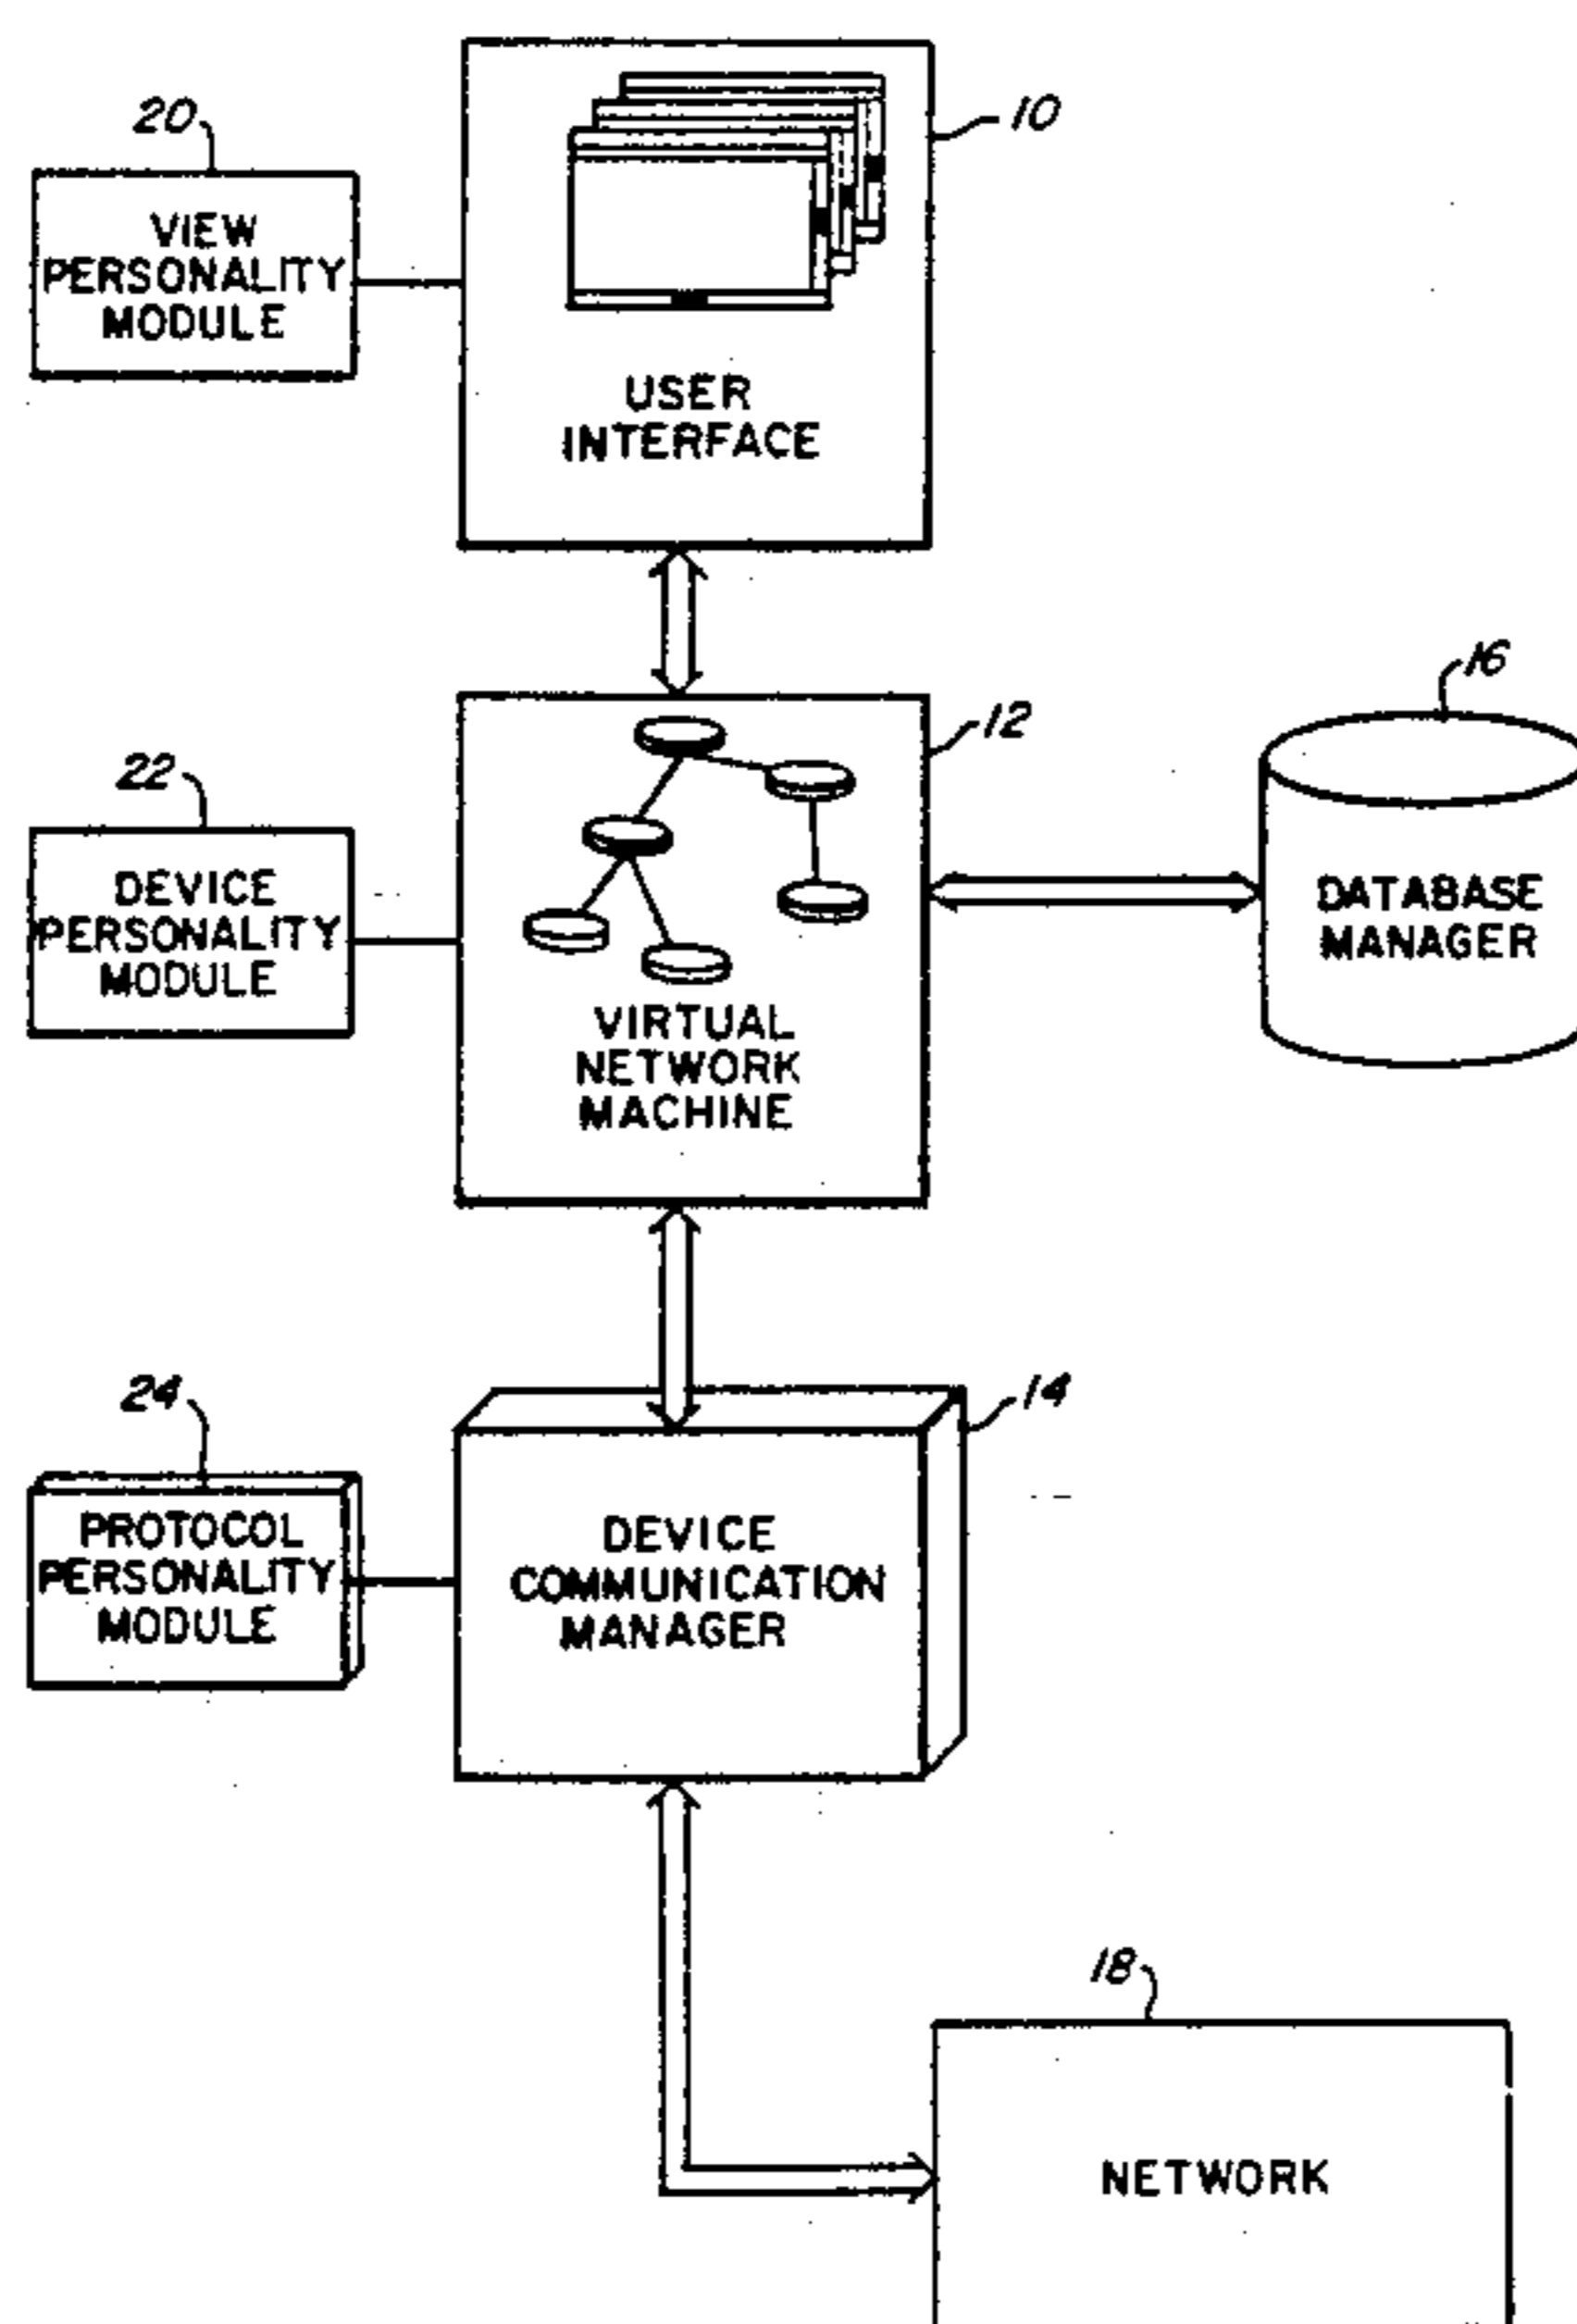 20
10
VIEW
PERSONALITY
MODULE
USER
INTERFACE
16
12
22
DEVICE
PERSONALITY
MODULE
DATABASE
MANAGER
VIRTUAL
NETWORK
MACHINE
24
14
PROTOCOL
PERSONALITY
MODULE
DEVICE
COMMUNICATION
MANAGER
18
NETWORK